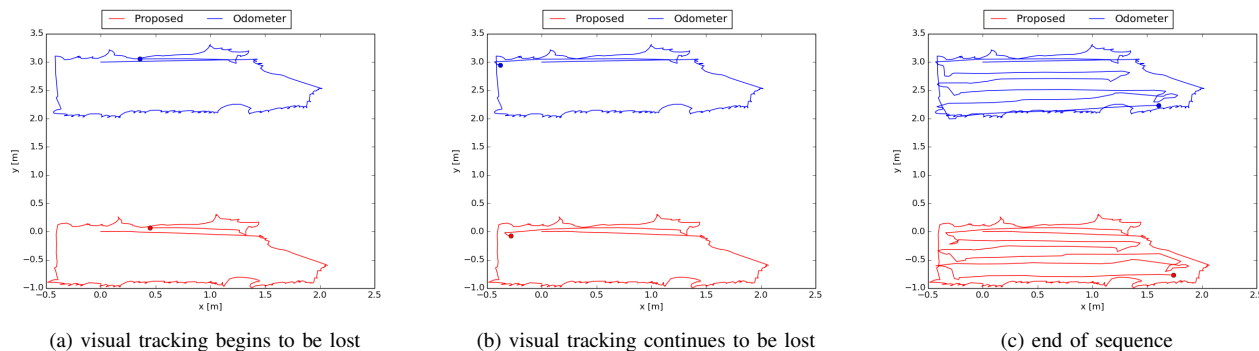 Proposed Odometer
3.5
3.0
2.5
2.0
1.5
1.0
0.5
0.0
−0.5
−1.0
y [m]
−0.5 0.0 0.5 1.0 1.5 2.0 2.5
x [m]
(a) visual tracking begins to be lost
Proposed Odometer
3.5
3.0
2.5
2.0
1.5
1.0
0.5
0.0
−0.5
−1.0
y [m]
−0.5 0.0 0.5 1.0 1.5 2.0 2.5
x [m]
(b) visual tracking continues to be lost
Proposed Odometer
3.5
3.0
2.5
2.0
1.5
1.0
0.5
0.0
−0.5
−1.0
y [m]
−0.5 0.0 0.5 1.0 1.5 2.0 2.5
x [m]
(c) end of sequence